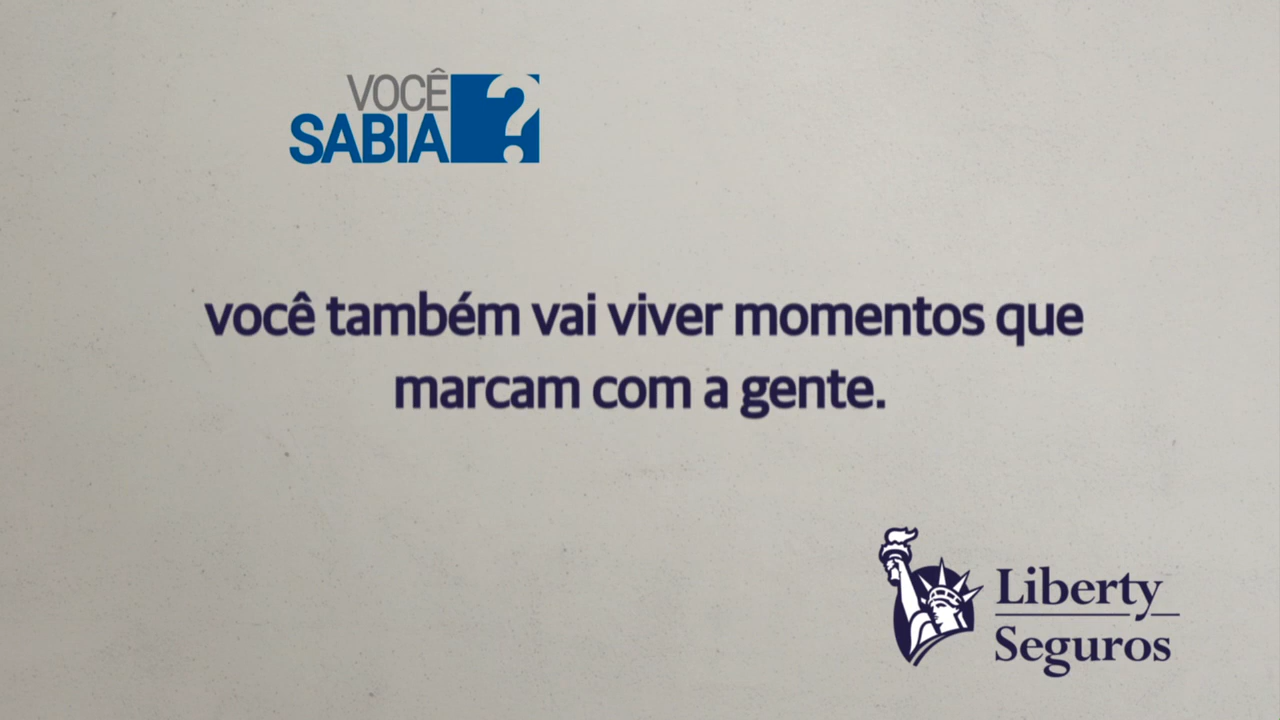 VOCÊ
SABIA?
você também vai viver momentos que
marcam com a gente.
Liberty
Seguros